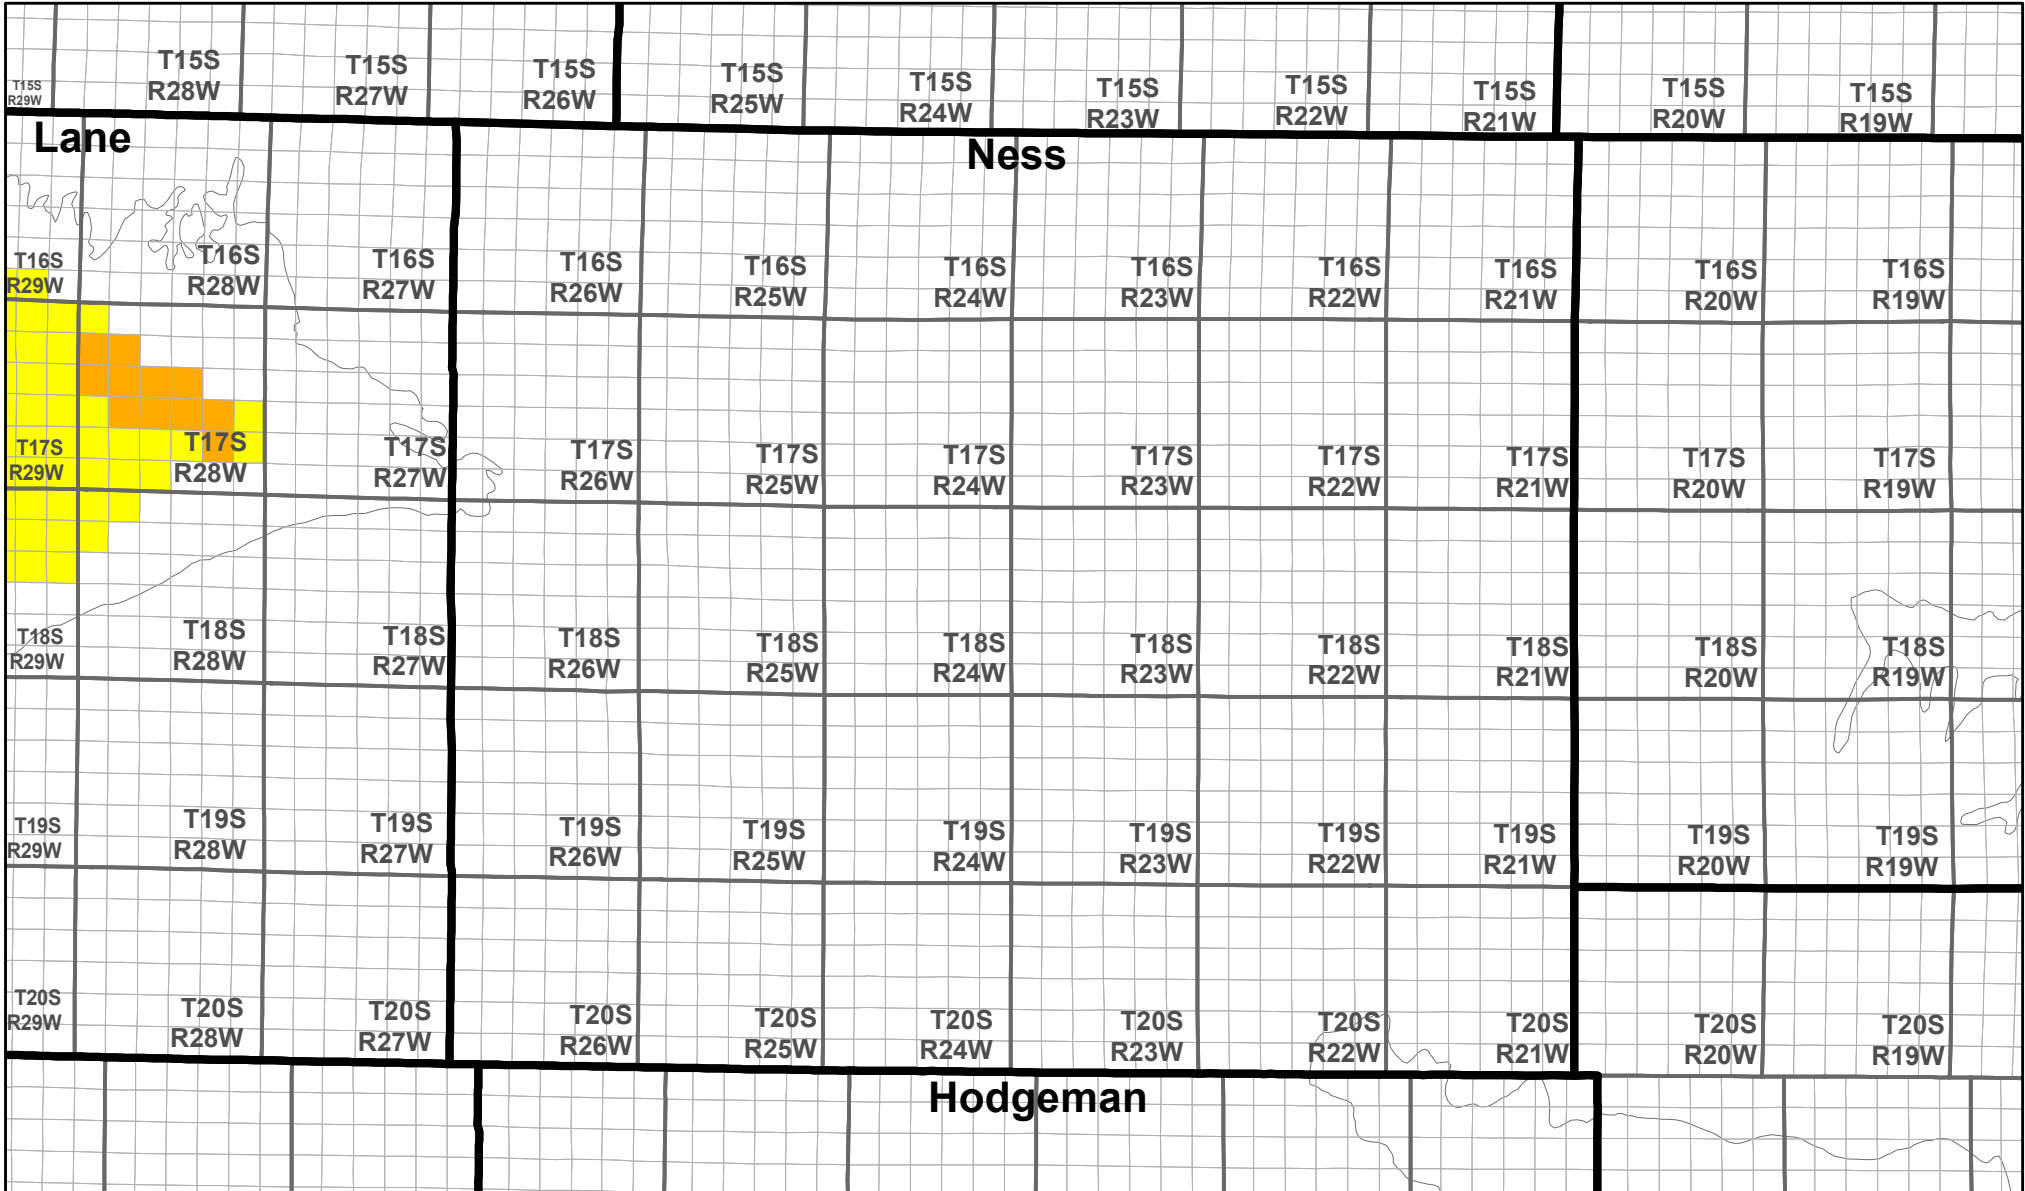 T15S
R29W
T15S
R28W
T15S
R27W
T15S
R26W
T15S
R25W
T15S
R24W
T15S
R23W
T15S
R22W
T15S
R21W
T15S
R20W
T15S
R19W
Lane
Ness
T16S
R29W
T16S
R28W
T16S
R27W
T16S
R26W
T16S
R25W
T16S
R24W
T16S
R23W
T16S
R22W
T16S
R21W
T16S
R20W
T16S
R19W
T17S
R29W
T17S
R28W
T17S
R27W
T17S
R26W
T17S
R25W
T17S
R24W
T17S
R23W
T17S
R22W
T17S
R21W
T17S
R20W
T17S
R19W
T18S
R29W
T18S
R28W
T18S
R27W
T18S
R26W
T18S
R25W
T18S
R24W
T18S
R23W
T18S
R22W
T18S
R21W
T18S
R20W
T18S
R19W
T19S
R29W
T19S
R28W
T19S
R27W
T19S
R26W
T19S
R25W
T19S
R24W
T19S
R23W
T19S
R22W
T19S
R21W
T19S
R20W
T19S
R19W
T20S
R29W
T20S
R28W
T20S
R27W
T20S
R26W
T20S
R25W
T20S
R24W
T20S
R23W
T20S
R22W
T20S
R21W
T20S
R20W
T20S
R19W
Hodgeman